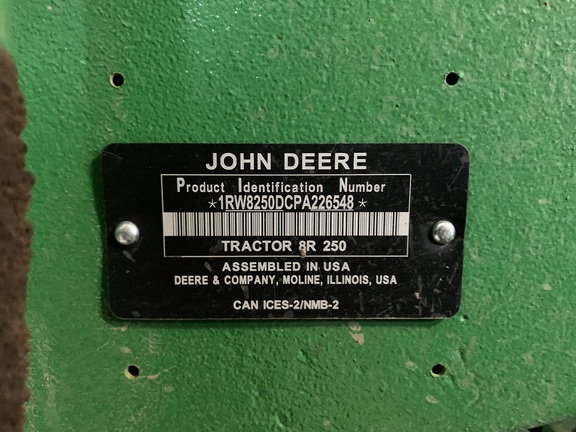 JOHN DEERE
Product Identification Number
*1RW8250DCPA226548*
TRACTOR 8R 250
ASSEMBLED IN USA
DEERE & COMPANY, MOLINE, ILLINOIS, USA
CAN ICES-2/NMB-2